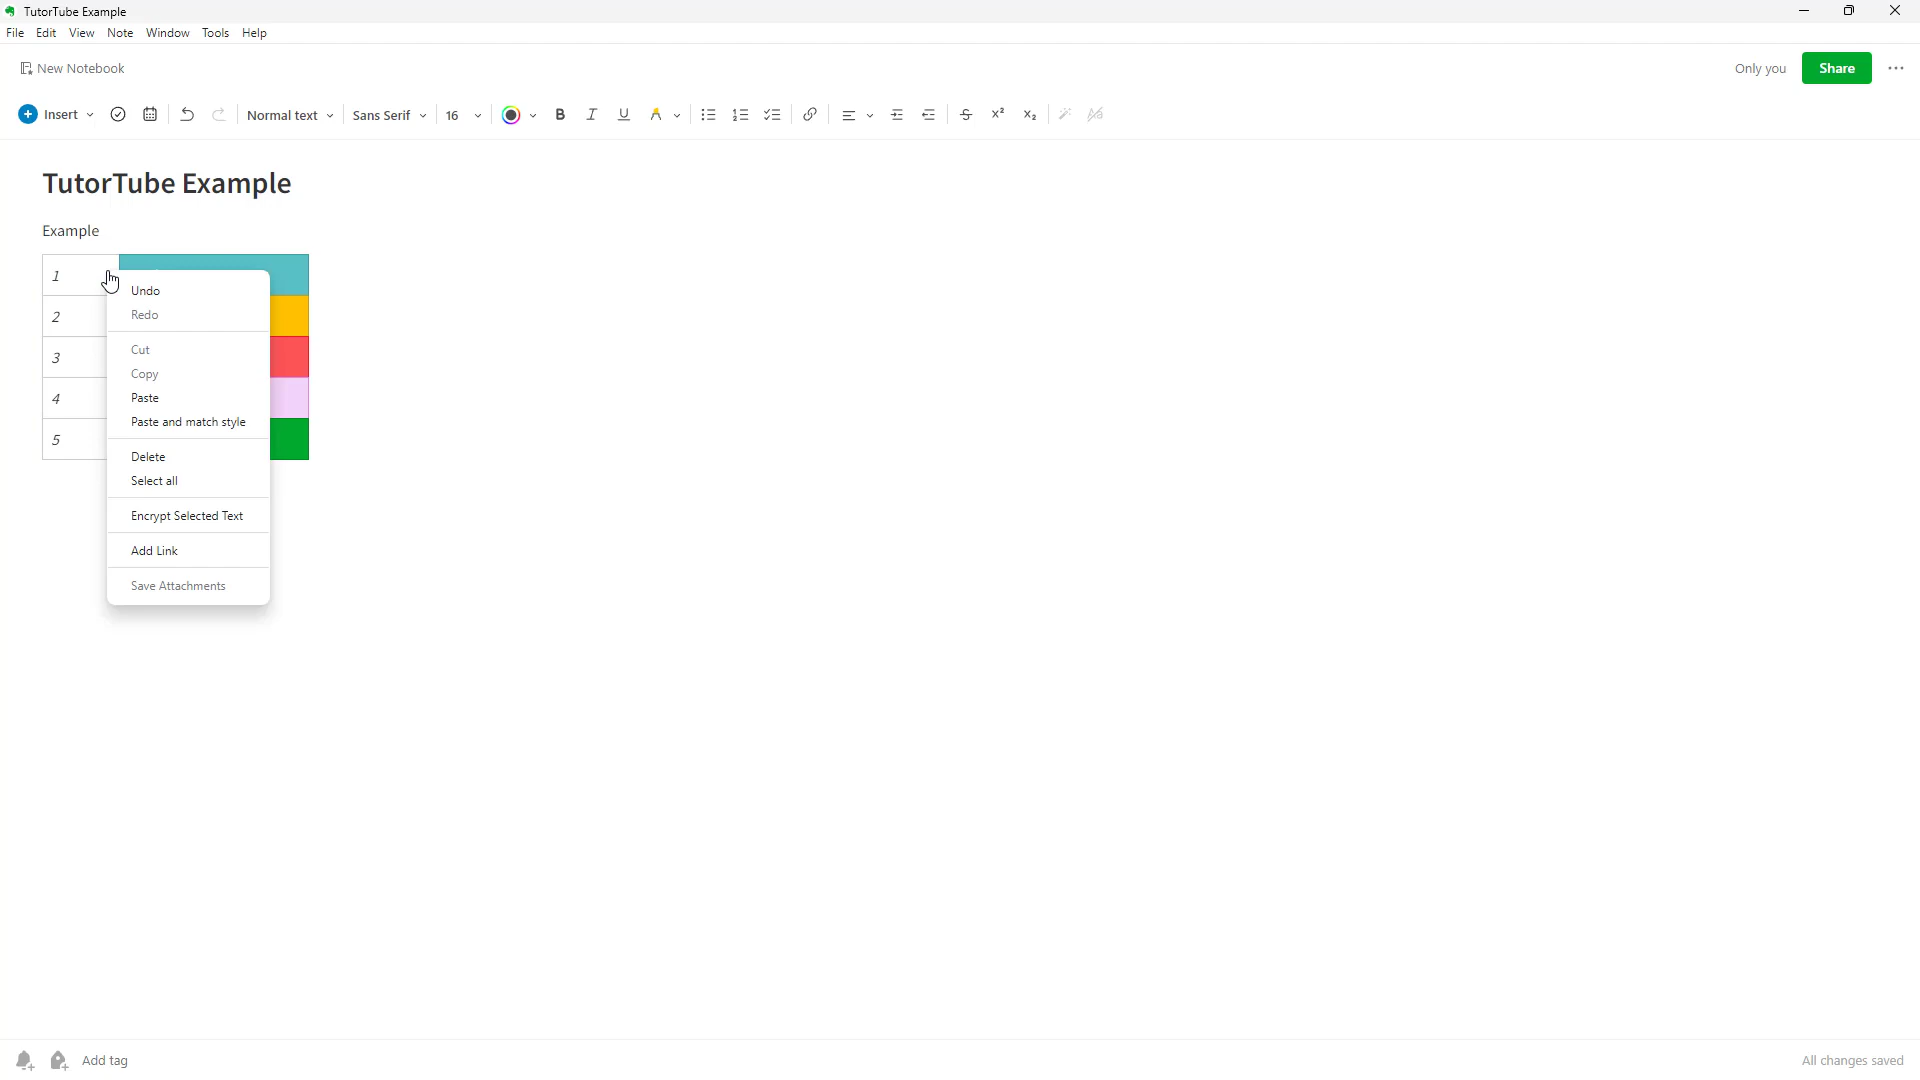 TutorTube Example
File Edit View Note Window Tools Help
New Notebook
Only you Share
Insert Normal text Sans Serif 16
TutorTube Example
Example
1
2
3
4
5
Undo
Redo
Cut
Copy
Paste
Paste and match style
Delete
Select all
Encrypt Selected Text
Add Link
Save Attachments
Add tag
All changes saved